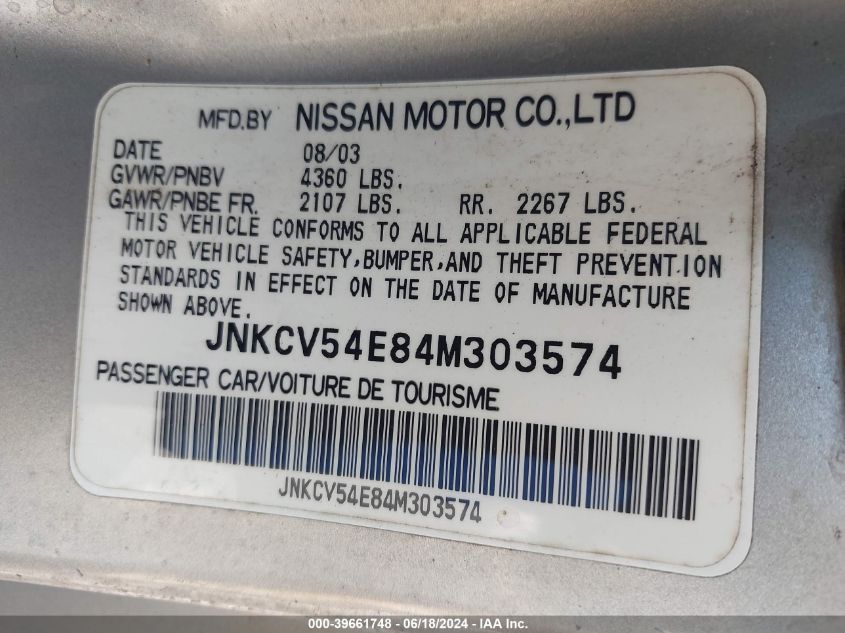 MFD.BY NISSAN MOTOR CO.,LTD
DATE 08/03
GVWR/PNBV 4360 LBS.
GAWR/PNBE FR. 2107 LBS. RR. 2267 LBS.
THIS VEHICLE CONFORMS TO ALL APPLICABLE FEDERAL
MOTOR VEHICLE SAFETY,BUMPER,AND THEFT PREVENTION
STANDARDS IN EFFECT ON THE DATE OF MANUFACTURE
SHOWN ABOVE.
JNKCV54E84M303574
PASSENGER CAR/VOITURE DE TOURISME
JNKCV54E84M303574
000-39661748 - 06/18/2024 - IAA Inc.